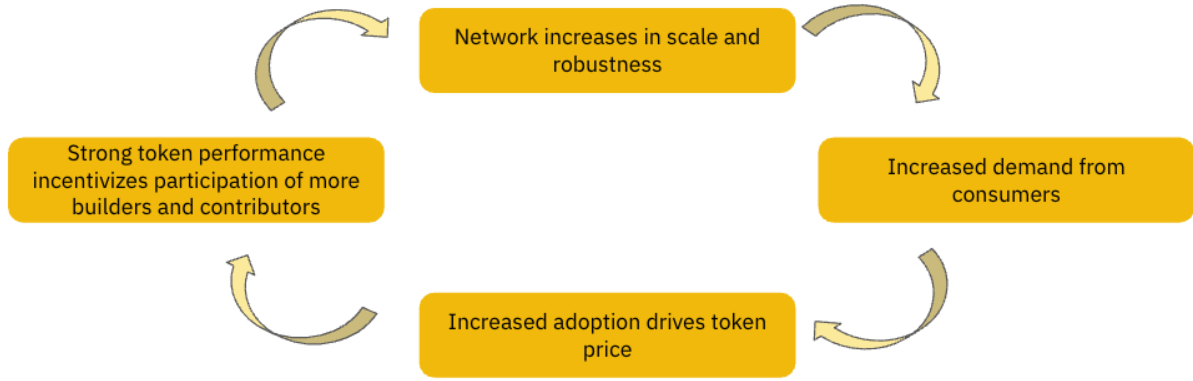 Network increases in scale and
robustness
Increased demand from
consumers
Increased adoption drives token
price
Strong token performance
incentivizes participation of more
builders and contributors